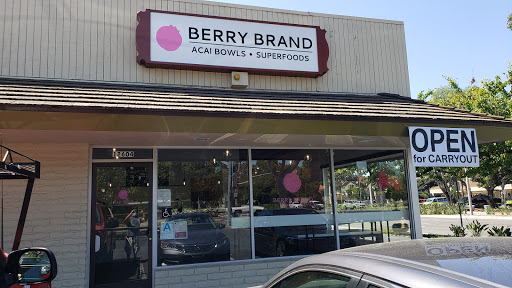 BERRY BRAND
ACAI BOWLS • SUPERFOODS
OPEN
for CARRYOUT
A